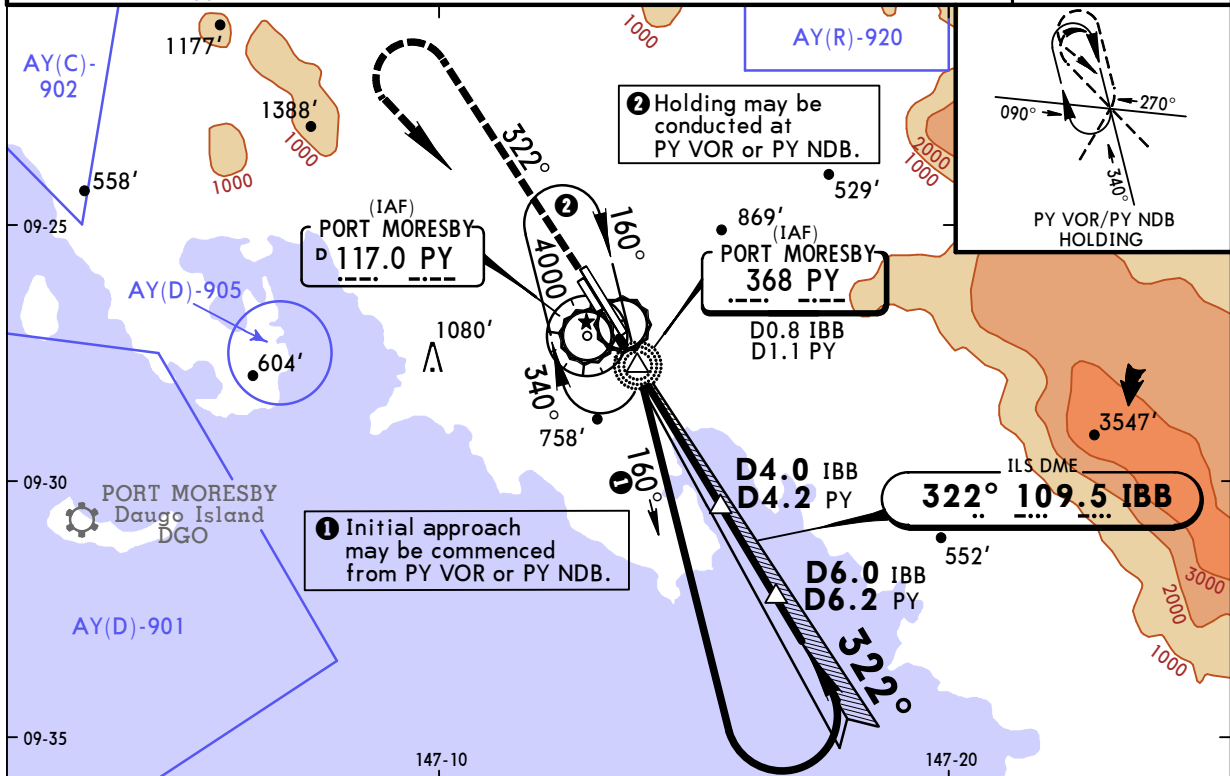 1177'
1000
AY(C)-
902
1388'
1000
1000
558'
322°
2 Holding may be
conducted at
PY VOR or PY NDB.
AY(R)-920
2000
1000
529'
090°
270°
340°
PY VOR/PY NDB
HOLDING
09-25
(IAF)
PORT MORESBY
D 117.0 PY
2
4000
160°
869'
(IAF)
PORT MORESBY
368 PY
D0.8 IBB
D1.1 PY
AY(D)-905
604'
1080'
340°
758'
3547'
09-30
PORT MORESBY
Daugo Island
DGO
160°
1
D4.0 IBB
D4.2 PY
ILS DME
322° 109.5 IBB
1 Initial approach
may be commenced
from PY VOR or PY NDB.
552'
D6.0 IBB
D6.2 PY
3000
2000
1000
AY(D)-901
322°
09-35
147-10
147-20